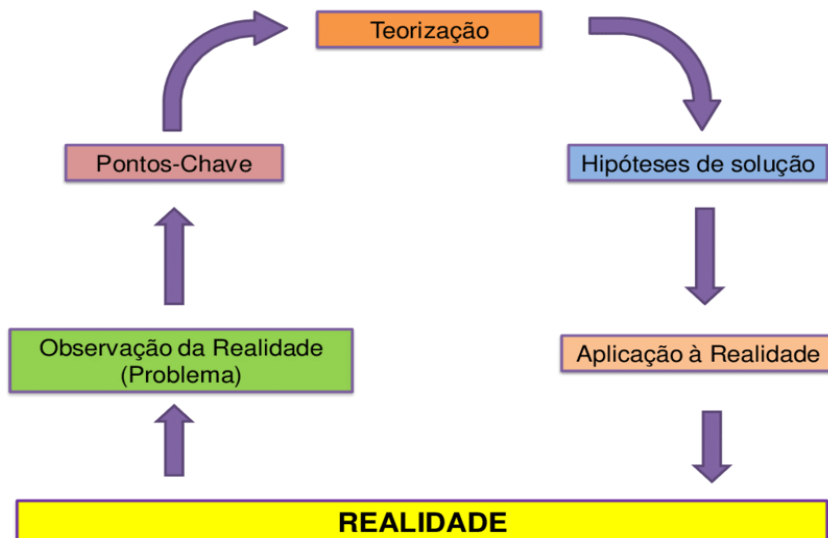 Teorização
Pontos-Chave
Hipóteses de solução
Observação da Realidade
(Problema)
Aplicação à Realidade
REALIDADE